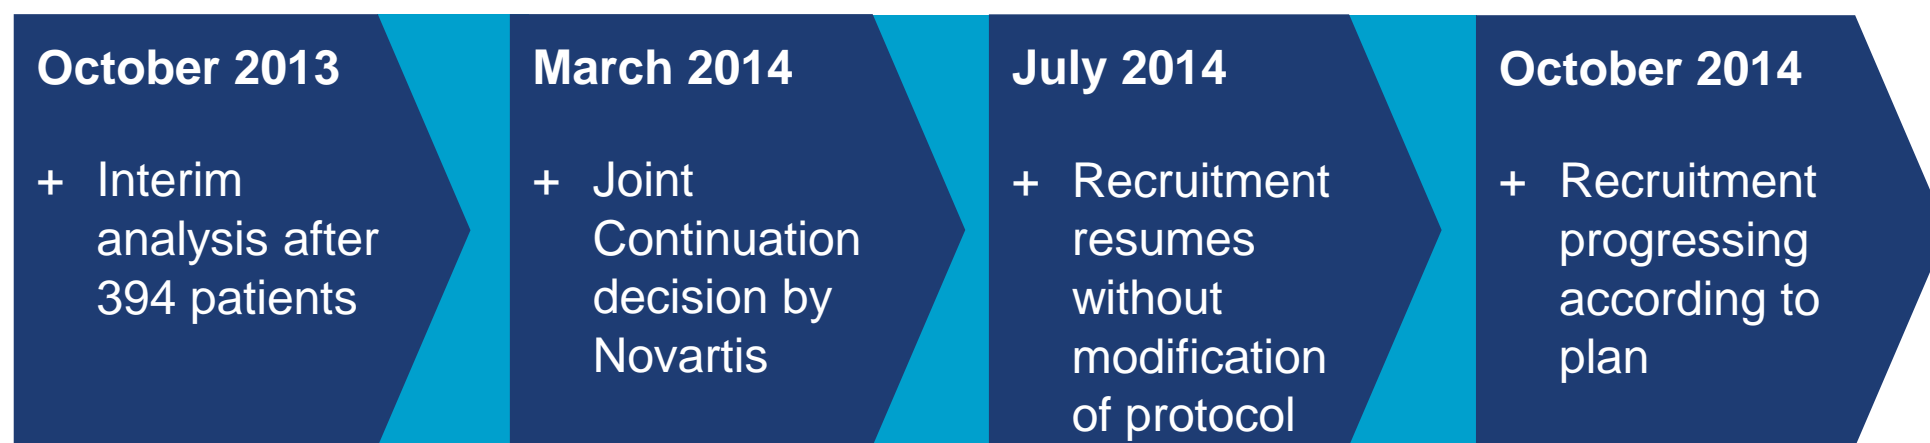 October 2013
+ Interim
analysis after
394 patients
March 2014
+ Joint
Continuation
decision by
Novartis
July 2014
+ Recruitment
resumes
without
modification
of protocol
October 2014
+ Recruitment
progressing
according to
plan